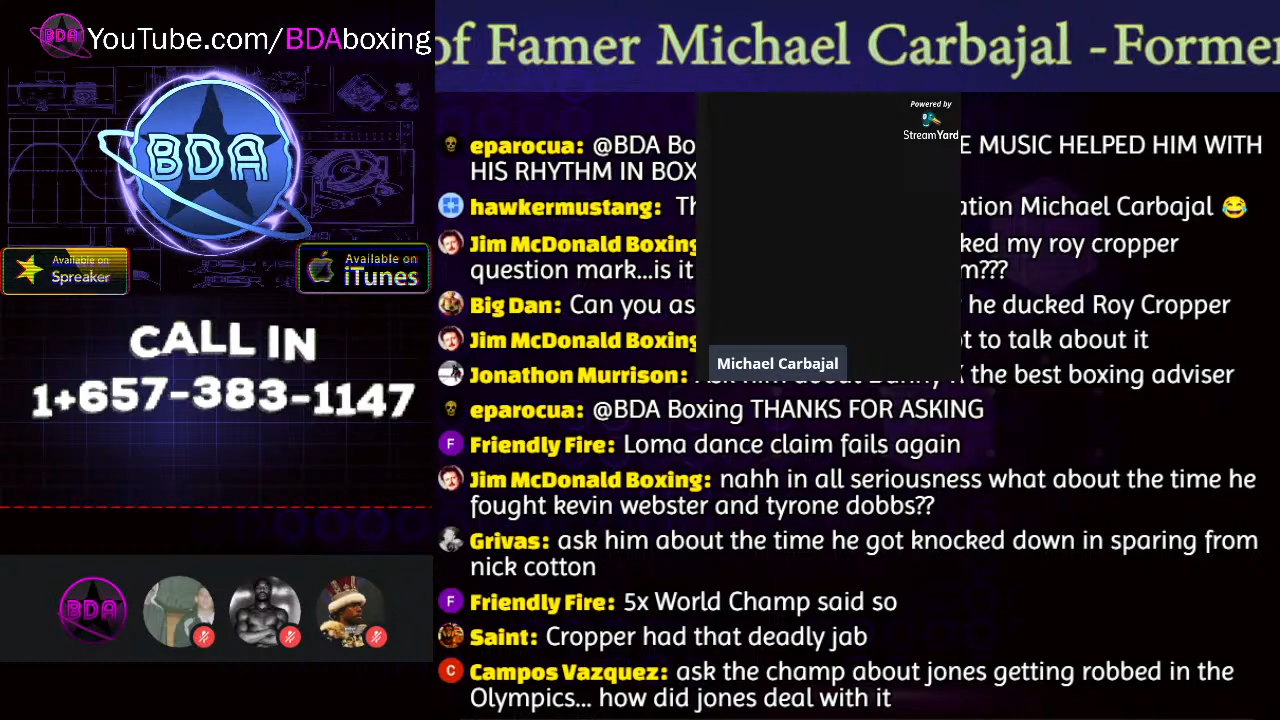 BDA YouTube.com/BDAboxing
BDA
Available on Spreaker
Available on iTunes
CALL IN
1+657-383-1147
BDA
of Famer Michael Carbajal -Former
Powered by
StreamYard
eparocua: @BDA Bo E MUSIC HELPED HIM WITH
HIS RHYTHM IN BOX
hawkermustang: Th ation Michael Carbajal 😂
Jim McDonald Boxing ked my roy cropper
question mark...is it m???
Big Dan: Can you as he ducked Roy Cropper
Jim McDonald Boxing t to talk about it
Michael Carbajal
Jonathon Murrison: Ask him about Danny K the best boxing adviser
eparocua: @BDA Boxing THANKS FOR ASKING
F Friendly Fire: Loma dance claim fails again
Jim McDonald Boxing: nahh in all seriousness what about the time he
fought kevin webster and tyrone dobbs??
Grivas: ask him about the time he got knocked down in sparing from
nick cotton
F Friendly Fire: 5x World Champ said so
Saint: Cropper had that deadly jab
C Campos Vazquez: ask the champ about jones getting robbed in the
Olympics... how did jones deal with it